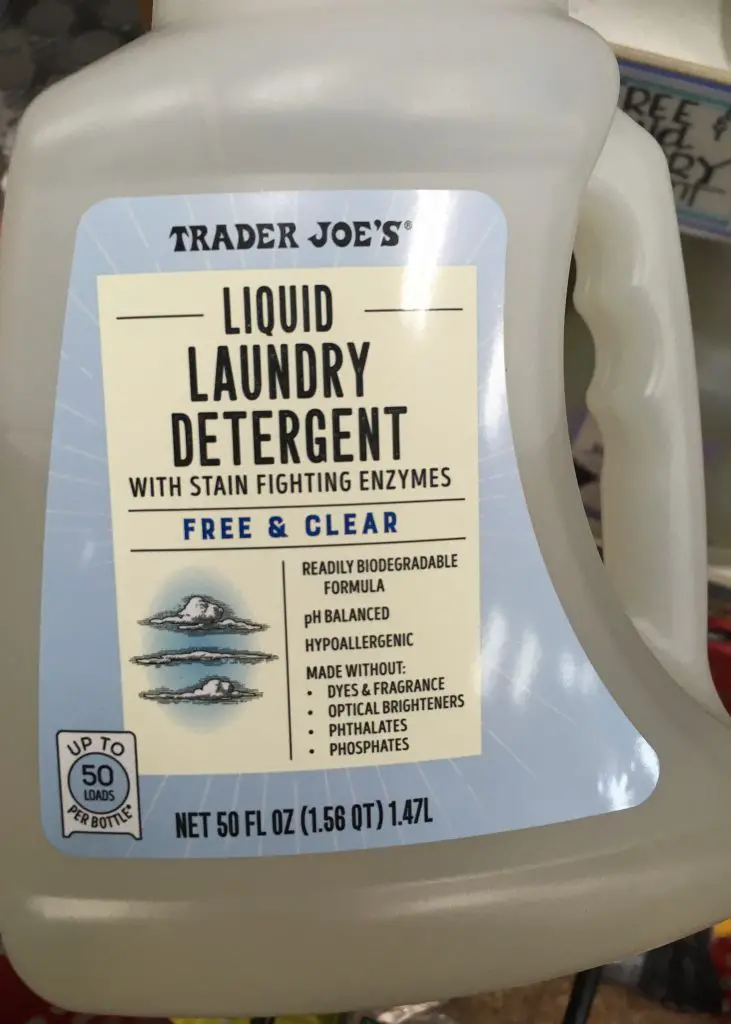 TRADER JOE'S®
LIQUID
LAUNDRY
DETERGENT
WITH STAIN FIGHTING ENZYMES
FREE & CLEAR
READILY BIODEGRADABLE
FORMULA
pH BALANCED
HYPOALLERGENIC
MADE WITHOUT:
• DYES & FRAGRANCE
• OPTICAL BRIGHTENERS
• PHTHALATES
• PHOSPHATES
UP TO
50
LOADS
PER BOTTLE*
NET 50 FL OZ (1.56 QT) 1.47L
REE &